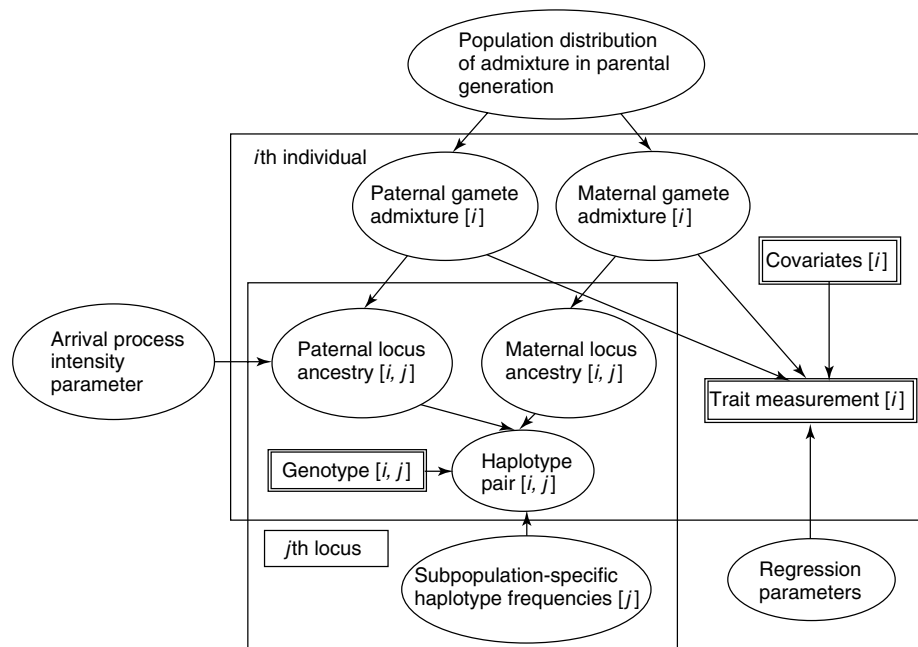 Population distribution
of admixture in parental
generation
ith individual
Paternal gamete
admixture [i]
Maternal gamete
admixture [i]
Covariates [i]
Arrival process
intensity
parameter
Paternal locus
ancestry [i, j]
Maternal locus
ancestry [i, j]
Trait measurement [i]
Genotype [i, j]
Haplotype
pair [i, j]
jth locus
Subpopulation-specific
haplotype frequencies [j]
Regression
parameters